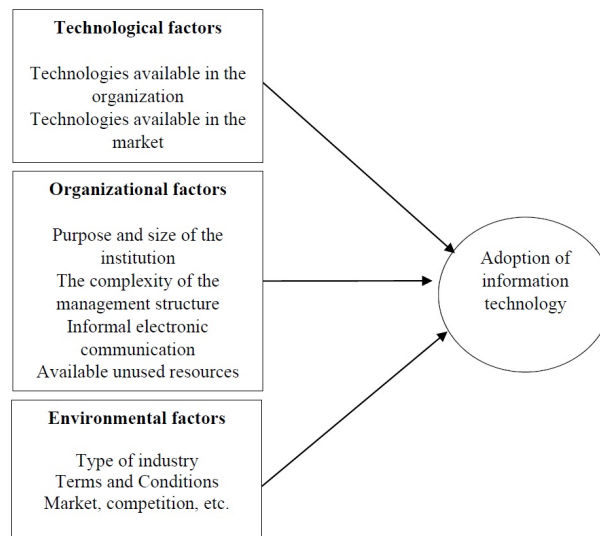 Technological factors
Technologies available in the
organization
Technologies available in the
market
Organizational factors
Purpose and size of the
institution
The complexity of the
management structure
Informal electronic
communication
Available unused resources
Environmental factors
Type of industry
Terms and Conditions
Market, competition, etc.
Adoption of
information
technology